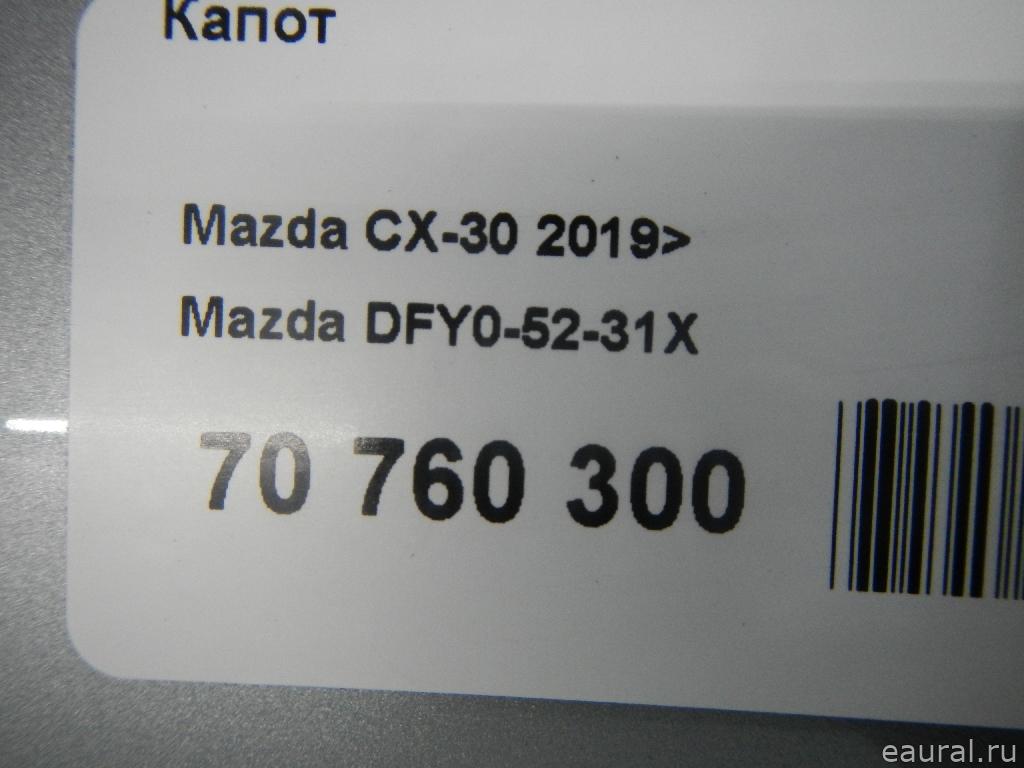 Капот
Mazda CX-30 2019>
Mazda DFY0-52-31X
70 760 300
eaural.ru